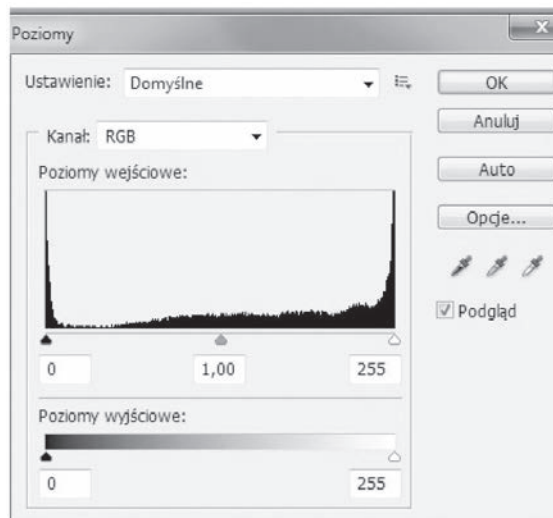 Poziomy
Ustawienie: Domyślne
OK
Anuluj
Auto
Opcje...
Podgląd
Kanał: RGB
Poziomy wejściowe:
0 1,00 255
Poziomy wyjściowe:
0 255